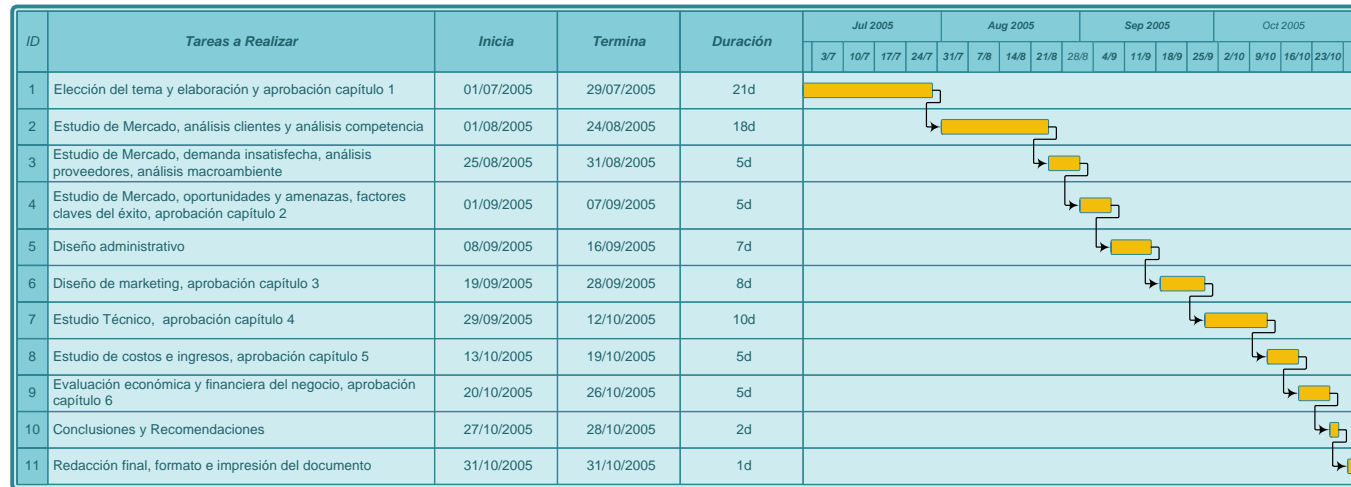 ID Tareas a Realizar Inicia Termina Duración
Jul 2005 Aug 2005 Sep 2005 Oct 2005
3/7 10/7 17/7 24/7 31/7 7/8 14/8 21/8 28/8 4/9 11/9 18/9 25/9 2/10 9/10 16/10 23/10
1 Elección del tema y elaboración y aprobación capítulo 1 01/07/2005 29/07/2005 21d
2 Estudio de Mercado, análisis clientes y análisis competencia 01/08/2005 24/08/2005 18d
3 Estudio de Mercado, demanda insatisfecha, análisis
proveedores, análisis macroambiente 25/08/2005 31/08/2005 5d
4 Estudio de Mercado, oportunidades y amenazas, factores
claves del éxito, aprobación capítulo 2 01/09/2005 07/09/2005 5d
5 Diseño administrativo 08/09/2005 16/09/2005 7d
6 Diseño de marketing, aprobación capítulo 3 19/09/2005 28/09/2005 8d
7 Estudio Técnico, aprobación capítulo 4 29/09/2005 12/10/2005 10d
8 Estudio de costos e ingresos, aprobación capítulo 5 13/10/2005 19/10/2005 5d
9 Evaluación económica y financiera del negocio, aprobación
capítulo 6 20/10/2005 26/10/2005 5d
10 Conclusiones y Recomendaciones 27/10/2005 28/10/2005 2d
11 Redacción final, formato e impresión del documento 31/10/2005 31/10/2005 1d